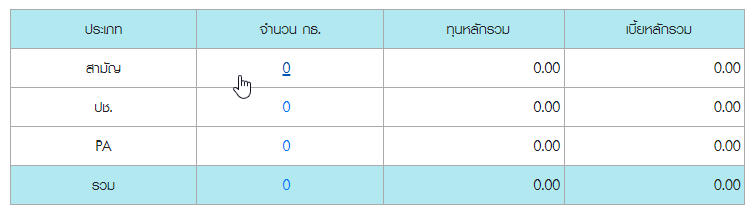 ประเภท จำนวน กธ. ทุนหลักรวม เบี้ยหลักรวม
สามัญ 0 0.00 0.00
ปช. 0 0.00 0.00
PA 0 0.00 0.00
รวม 0 0.00 0.00